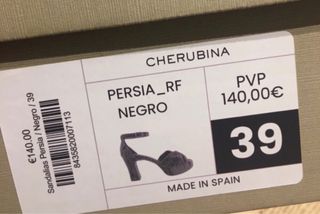 CHERUBINA
PERSIA_RF
NEGRO
PVP
140,00€
39
MADE IN SPAIN
€140.00
Sandalias Persia / Negro / 39
8435820007113